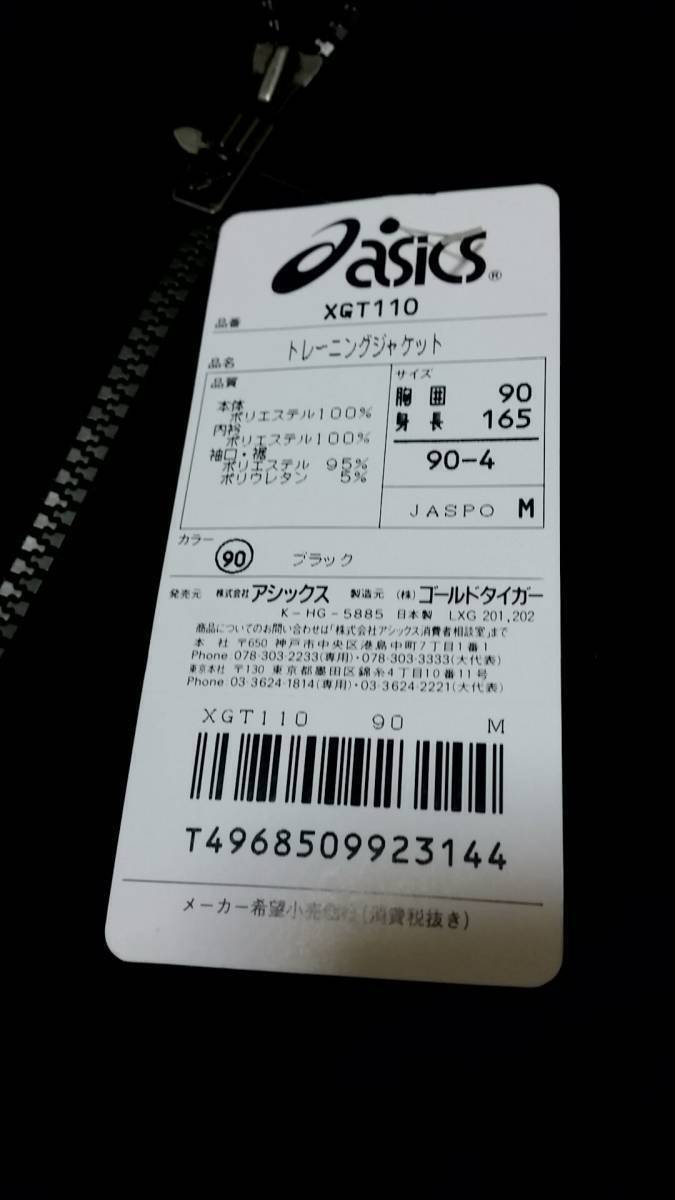 asics®
品番 XGT110
品名 トレーニングジャケット
品質
本体
ポリエステル100%
内衿
ポリエステル100%
袖口・裾
ポリエステル 95%
ポリウレタン 5%
サイズ
胸囲 90
身長 165
90-4
JASPO M
カラー 90 ブラック
発売元 株式会社アシックス 製造元 (株)ゴールドタイガー
K-HG-5885 日本製 LXG 201,202
商品についてのお問い合わせは「株式会社アシックス消費者相談室」まで
本社 〒650 神戸市中央区港島中町7丁目1番1
Phone 078-303-2233(専用)・078-303-3333(大代表)
東京本社 〒130 東京都墨田区錦糸4丁目10番11号
Phone 03-3624-1814(専用)・03-3624-2221(大代表)
XGT110 90 M
T4968509923144
メーカー希望小売価格(消費税抜き)